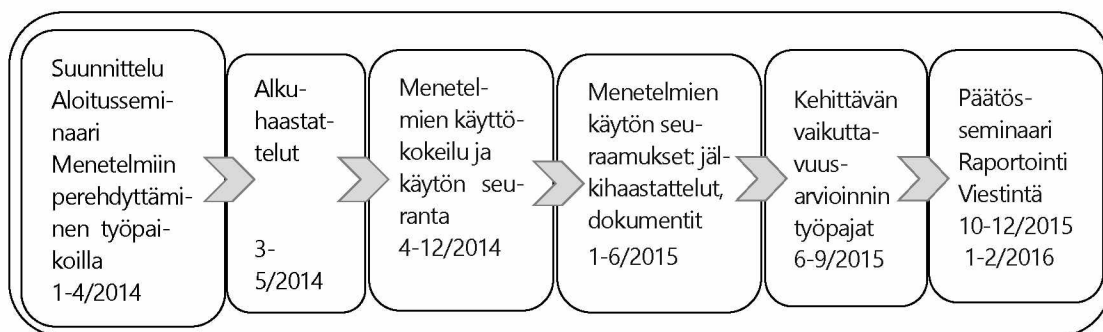 Suunnittelu
Aloitussemi-
naari
Menetelmiin
perehdyttämi-
nen työpai-
koilla
1-4/2014
Alku-
haastat-
telut
3-
5/2014
Menetel-
mien käyttö-
kokeilu ja
käytön seu-
ranta
4-12/2014
Menetelmien
käytön seu-
raamukset: jäl-
kihaastattelut,
dokumentit
1-6/2015
Kehittävän
vaikutta-
vuus-
arvioinnin
työpajat
6-9/2015
Päätös-
seminaari
Raportointi
Viestintä
10-12/2015
1-2/2016